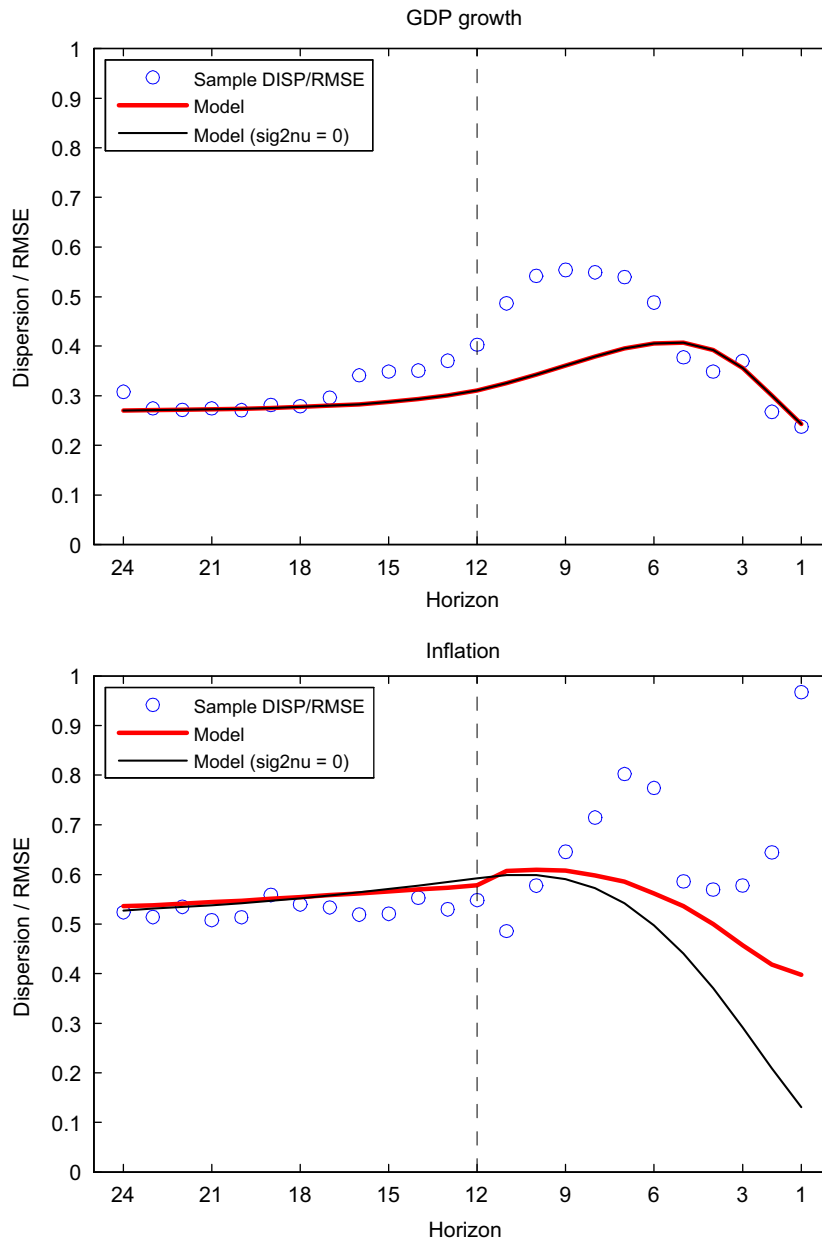 GDP growth
1
0.9
0.8
0.7
0.6
0.5
0.4
0.3
0.2
0.1
0
Dispersion / RMSE
Sample DISP/RMSE
Model
Model (sig2nu = 0)
24 21 18 15 12 9 6 3 1
Horizon
Inflation
1
0.9
0.8
0.7
0.6
0.5
0.4
0.3
0.2
0.1
0
Dispersion / RMSE
Sample DISP/RMSE
Model
Model (sig2nu = 0)
24 21 18 15 12 9 6 3 1
Horizon